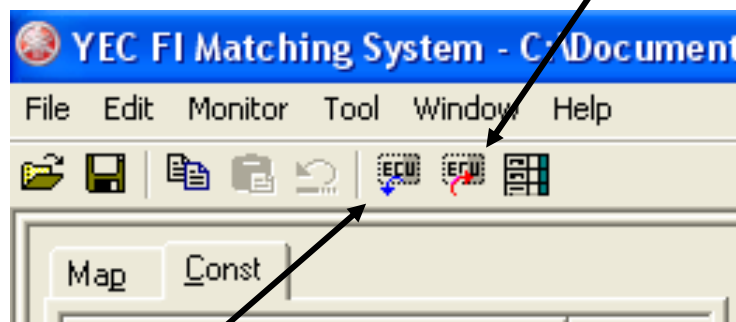 YEC FI Matching System - C:\Document
File Edit Monitor Tool Window Help
ECU ECU
Map Const